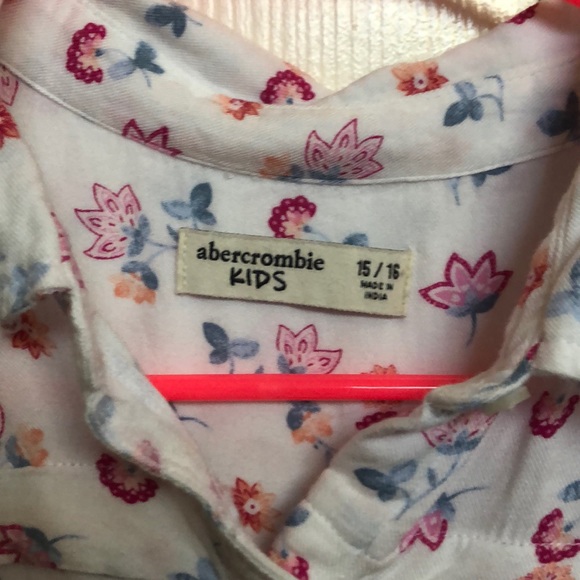 abercrombie
KIDS
15/16
MADE IN
INDIA